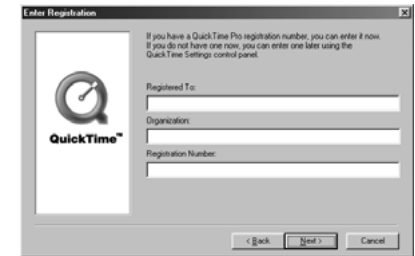 Enter Registration
If you have a QuickTime Pro registration number, you can enter it now.
If you do not have one now, you can enter one later using the
QuickTime Settings control panel.
Registered To:
Organization:
QuickTime™
Registration Number:
< Back
Next >
Cancel